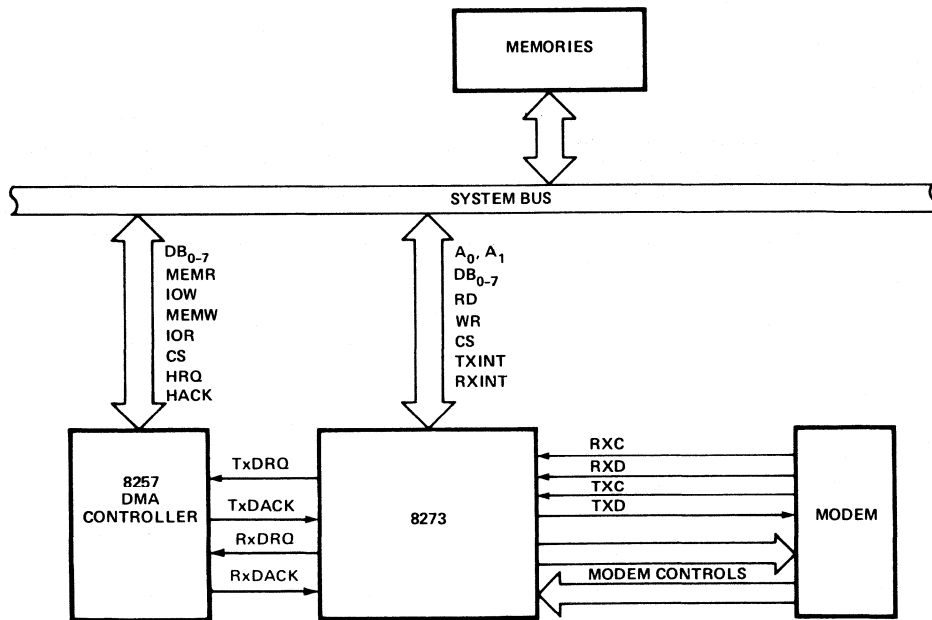 MEMORIES
SYSTEM BUS
DB0-7
MEMR
IOW
MEMW
IOR
CS
HRQ
HACK
A0, A1
DB0-7
RD
WR
CS
TXINT
RXINT
8257
DMA
CONTROLLER
TxDRQ
TxDACK
RxDRQ
RxDACK
8273
RXC
RXD
TXC
TXD
MODEM CONTROLS
MODEM